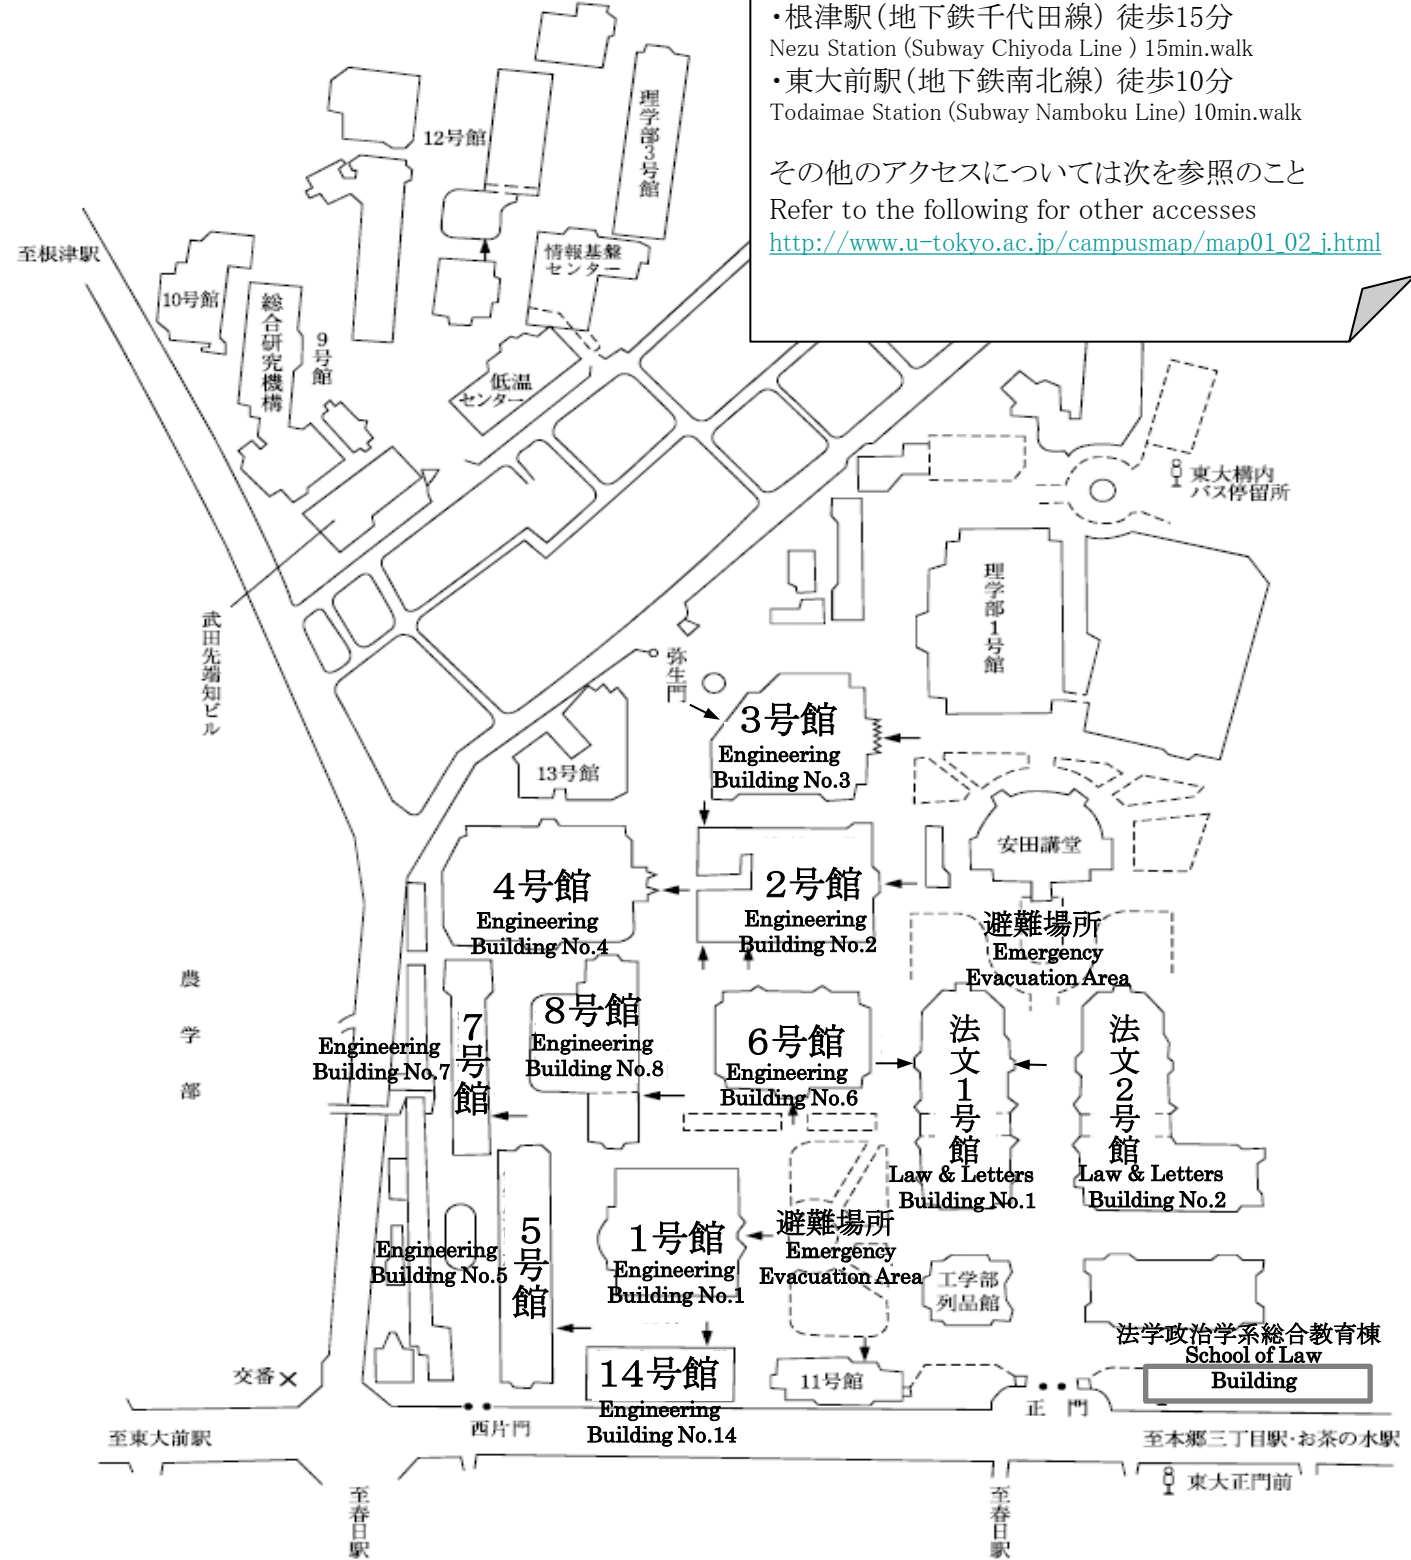 ・根津駅（地下鉄千代田線） 徒歩15分
Nezu Station (Subway Chiyoda Line ) 15min.walk
・東大前駅（地下鉄南北線） 徒歩10分
Todaimae Station (Subway Namboku Line) 10min.walk
その他のアクセスについては次を参照のこと
Refer to the following for other accesses
http://www.u-tokyo.ac.jp/campusmap/map01_02_j.html
理学部3号館
12号館
至根津駅
情報基盤
センター
10号館
総合研究機構
9号館
低温
センター
東大構内
バス停留所
理学部1号館
武田先端知ビル
弥生門
3号館
Engineering
Building No.3
13号館
安田講堂
4号館
Engineering
Building No.4
2号館
Engineering
Building No.2
避難場所
Emergency
Evacuation Area
農学部
7号館
Engineering
Building No.7
8号館
Engineering
Building No.8
6号館
Engineering
Building No.6
法文1号館
Law & Letters
Building No.1
法文2号館
Law & Letters
Building No.2
5号館
Engineering
Building No.5
1号館
Engineering
Building No.1
避難場所
Emergency
Evacuation Area
工学部
列品館
法学政治学系総合教育棟
School of Law
Building
交番
14号館
Engineering
Building No.14
11号館
正門
西片門
至東大前駅
至本郷三丁目駅・お茶の水駅
東大正門前
至春日駅
至春日駅